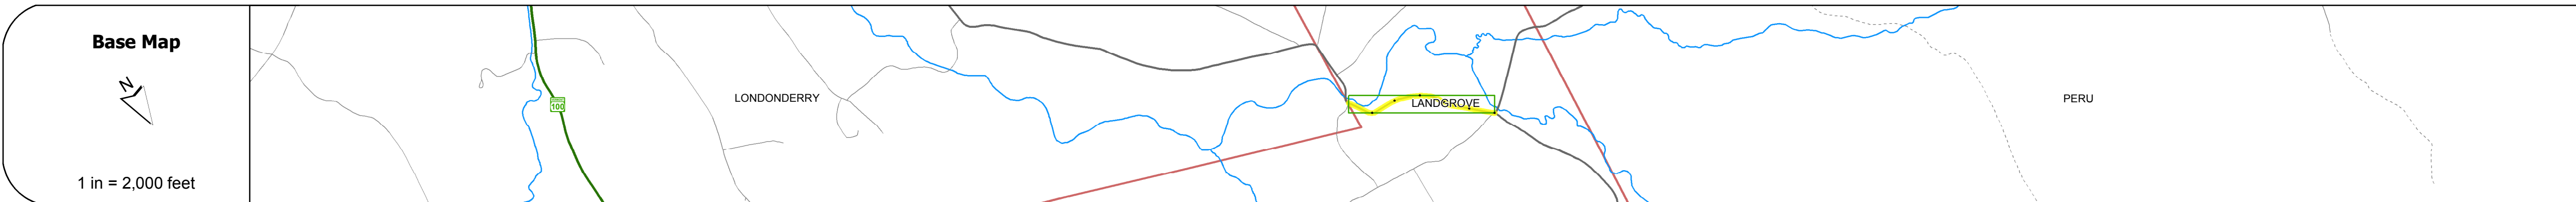 Base Map
N
1 in = 2,000 feet
100
LONDONDERRY
LANDGROVE
PERU